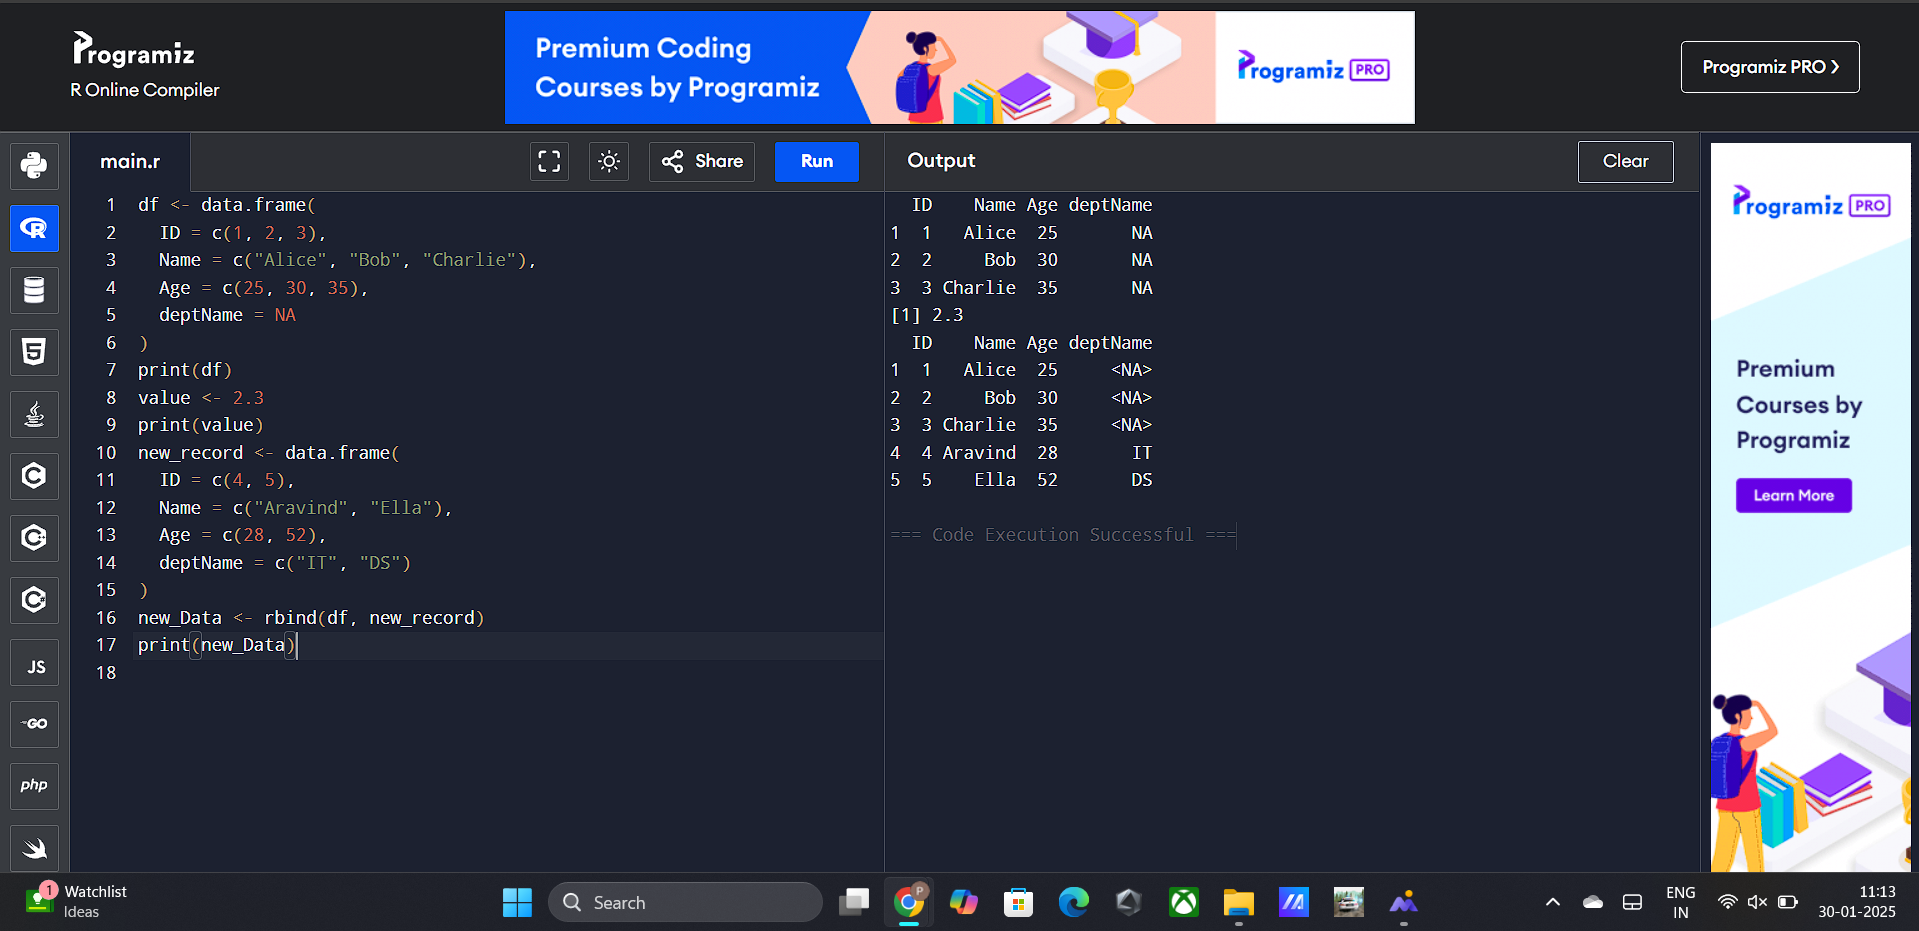 Programiz
R Online Compiler
Premium Coding
Courses by Programiz
Programiz PRO
Programiz PRO >
main.r
Share
Run
Output
Clear
1 df <- data.frame(
2   ID = c(1, 2, 3),
3   Name = c("Alice", "Bob", "Charlie"),
4   Age = c(25, 30, 35),
5   deptName = NA
6 )
7 print(df)
8 value <- 2.3
9 print(value)
10 new_record <- data.frame(
11   ID = c(4, 5),
12   Name = c("Aravind", "Ella"),
13   Age = c(28, 52),
14   deptName = c("IT", "DS")
15 )
16 new_Data <- rbind(df, new_record)
17 print(new_Data)
18
  ID    Name Age deptName
1  1   Alice  25       NA
2  2     Bob  30       NA
3  3 Charlie  35       NA
[1] 2.3
  ID    Name Age deptName
1  1   Alice  25     <NA>
2  2     Bob  30     <NA>
3  3 Charlie  35     <NA>
4  4 Aravind  28       IT
5  5    Ella  52       DS
=== Code Execution Successful ===
Programiz PRO
Premium
Courses by
Programiz
Learn More
R
5
C
C++
C#
JS
GO
php
1
Watchlist
Ideas
Search
P
ENG
IN
11:13
30-01-2025